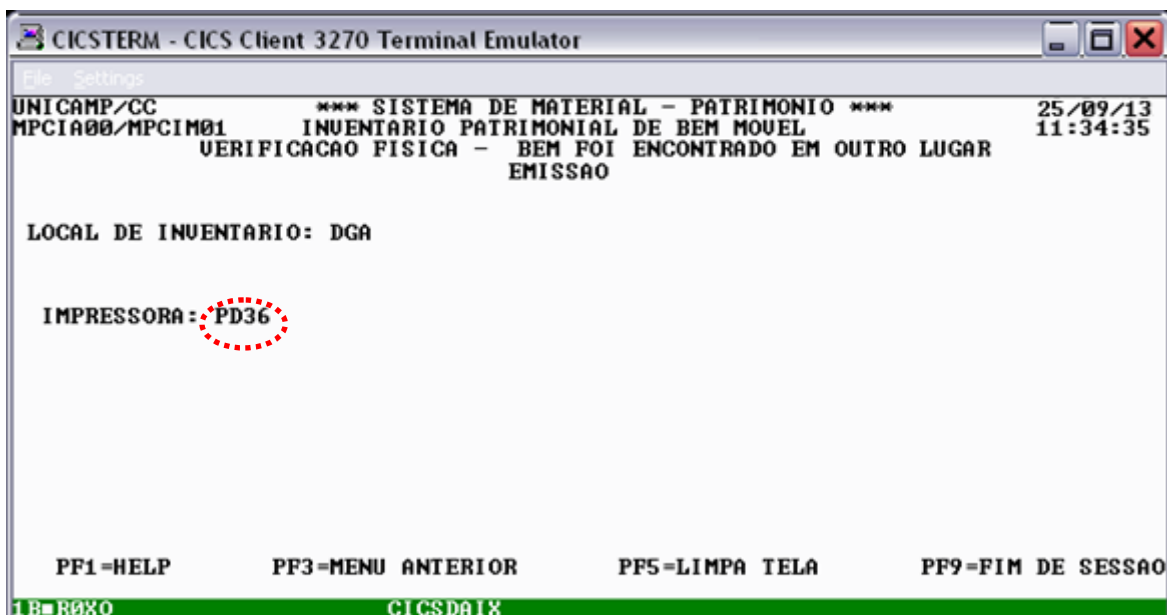 CICSTERM - CICS Client 3270 Terminal Emulator
File Settings
UNICAMP/CC *** SISTEMA DE MATERIAL - PATRIMONIO *** 25/09/13
MPCIA00/MPCIM01 INVENTARIO PATRIMONIAL DE BEM MOVEL 11:34:35
VERIFICACAO FISICA - BEM FOI ENCONTRADO EM OUTRO LUGAR
EMISSAO
LOCAL DE INVENTARIO: DGA
IMPRESSORA: PD36
PF1=HELP PF3=MENU ANTERIOR PF5=LIMPA TELA PF9=FIM DE SESSAO
1B■R0XO CICSDAIX